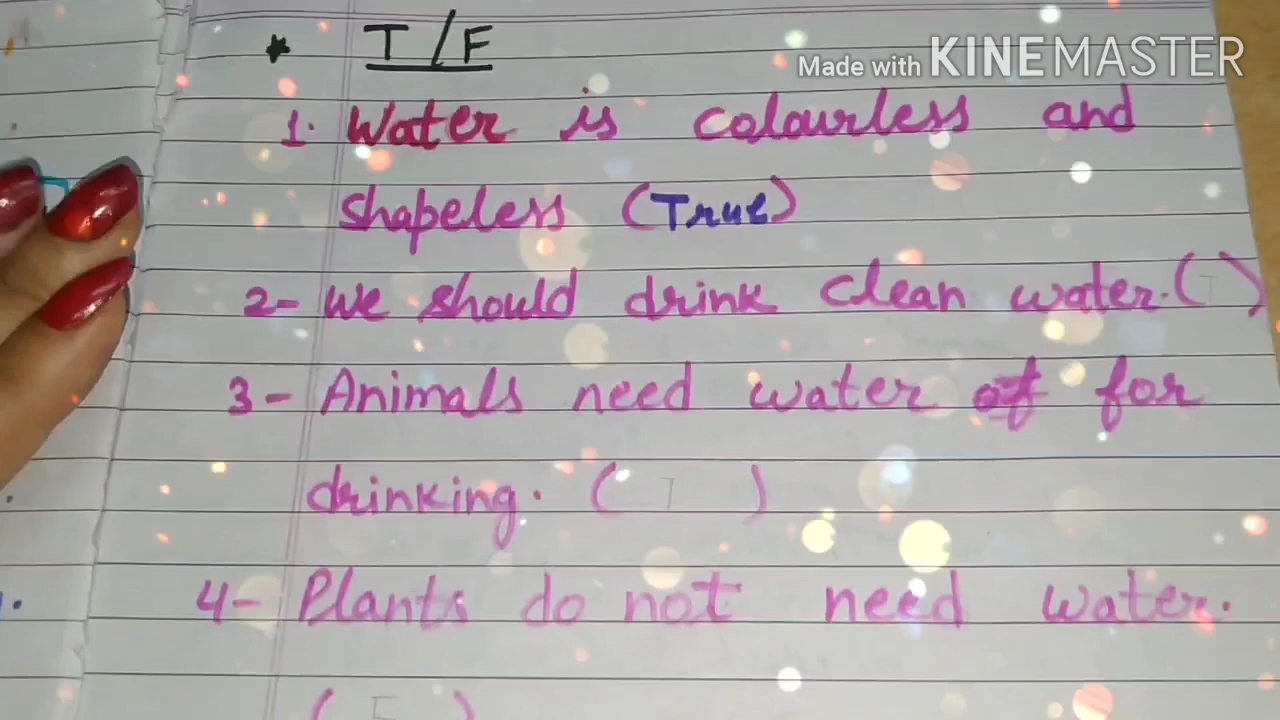 * T/F
Made with KINEMASTER
1. Water is colourless and
shapeless (True)
2- We should drink clean water. (T)
3- Animals need water of for
drinking. (T)
4- Plants do not need water.
(F)